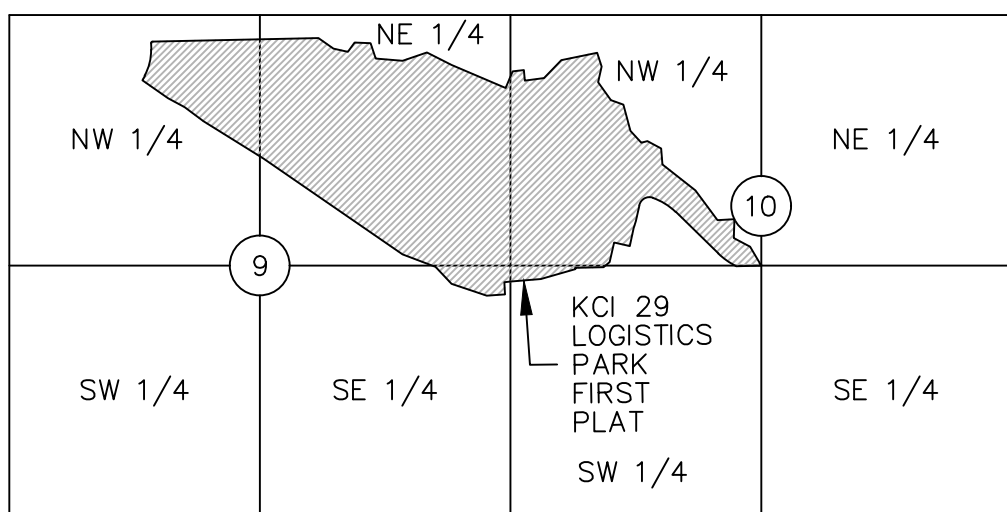 NE 1/4
NW 1/4
NW 1/4
NE 1/4
10
9
KCI 29
LOGISTICS
PARK
FIRST
PLAT
SW 1/4
SE 1/4
SE 1/4
SW 1/4